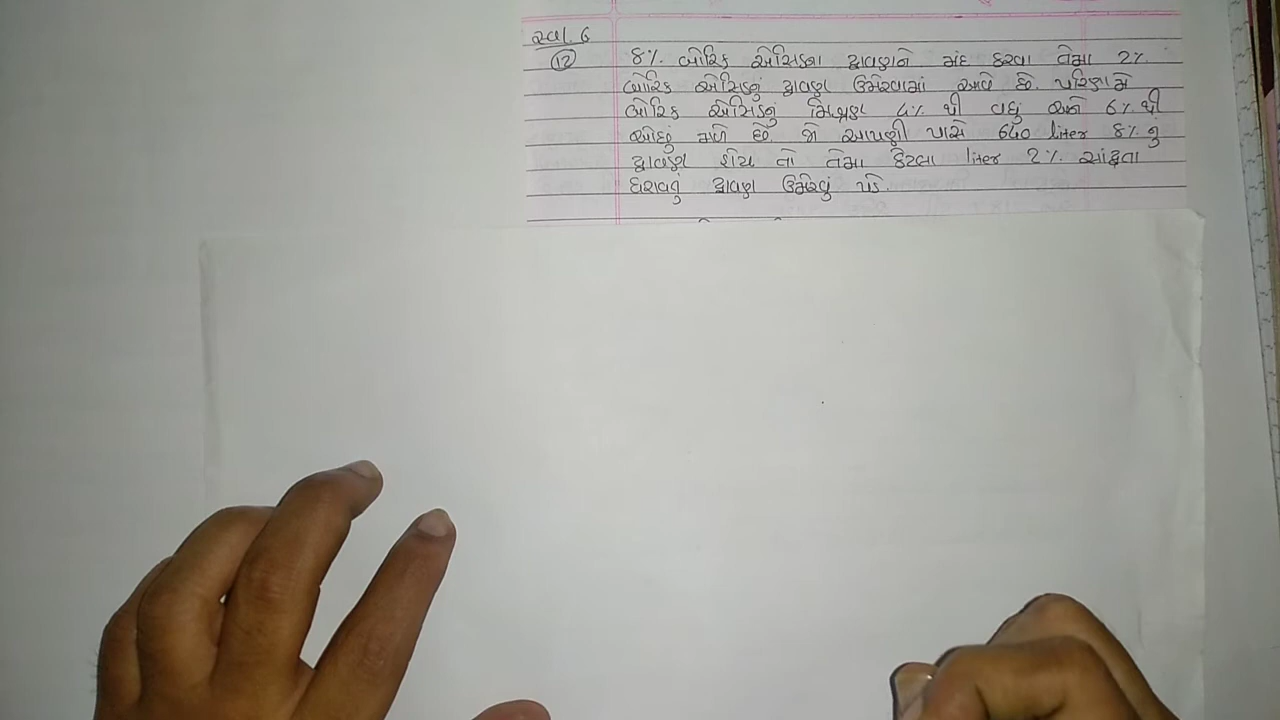 સ્વા. 6
(12) 8% બોરિક એસિડના દ્રાવણને મંદ કરવા તેમા 2%
બોરિક એસિડનું દ્રાવણ ઉમેરવામાં આવે છે. પરિણામે
બોરિક એસિડનું મિશ્રણ 4% થી વધું અને 6% થી
ઓછું મળે છે. જો આપણી પાસે 640 liter 8% નુ
દ્રાવણ હોય તો તેમા કેટલા liter 2% સાંદ્રતા
ધરાવતું દ્રાવણ ઉમેરવું પડે.